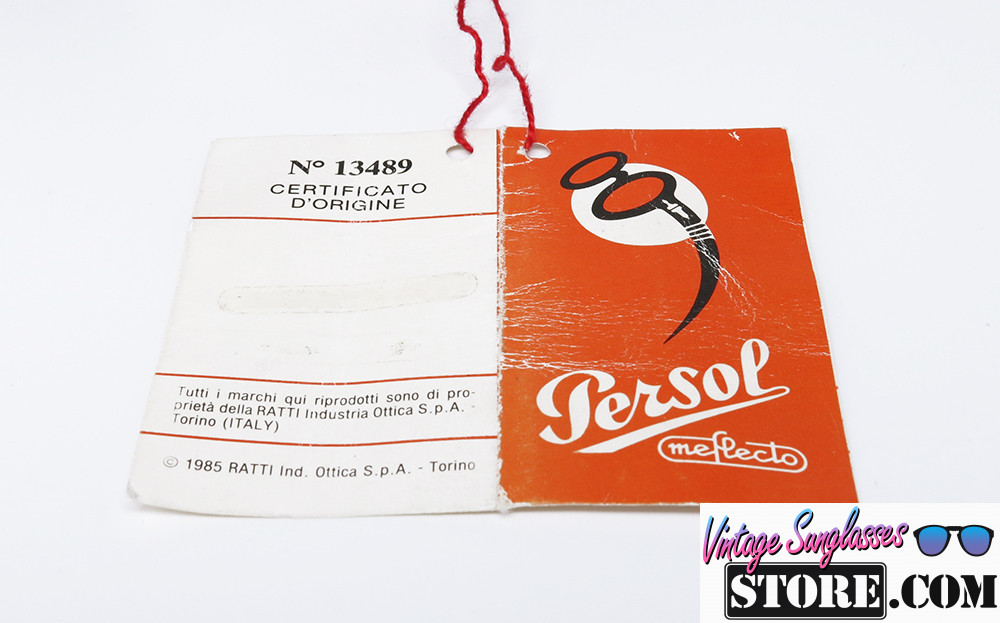 Nº 13489
CERTIFICATO
D'ORIGINE
Tutti i marchi qui riprodotti sono di pro-
prietà della RATTI Industria Ottica S.p.A. -
Torino (ITALY)
© 1985 RATTI Ind. Ottica S.p.A. - Torino
Persol
meflecto
Vintage Sunglasses
STORE.COM